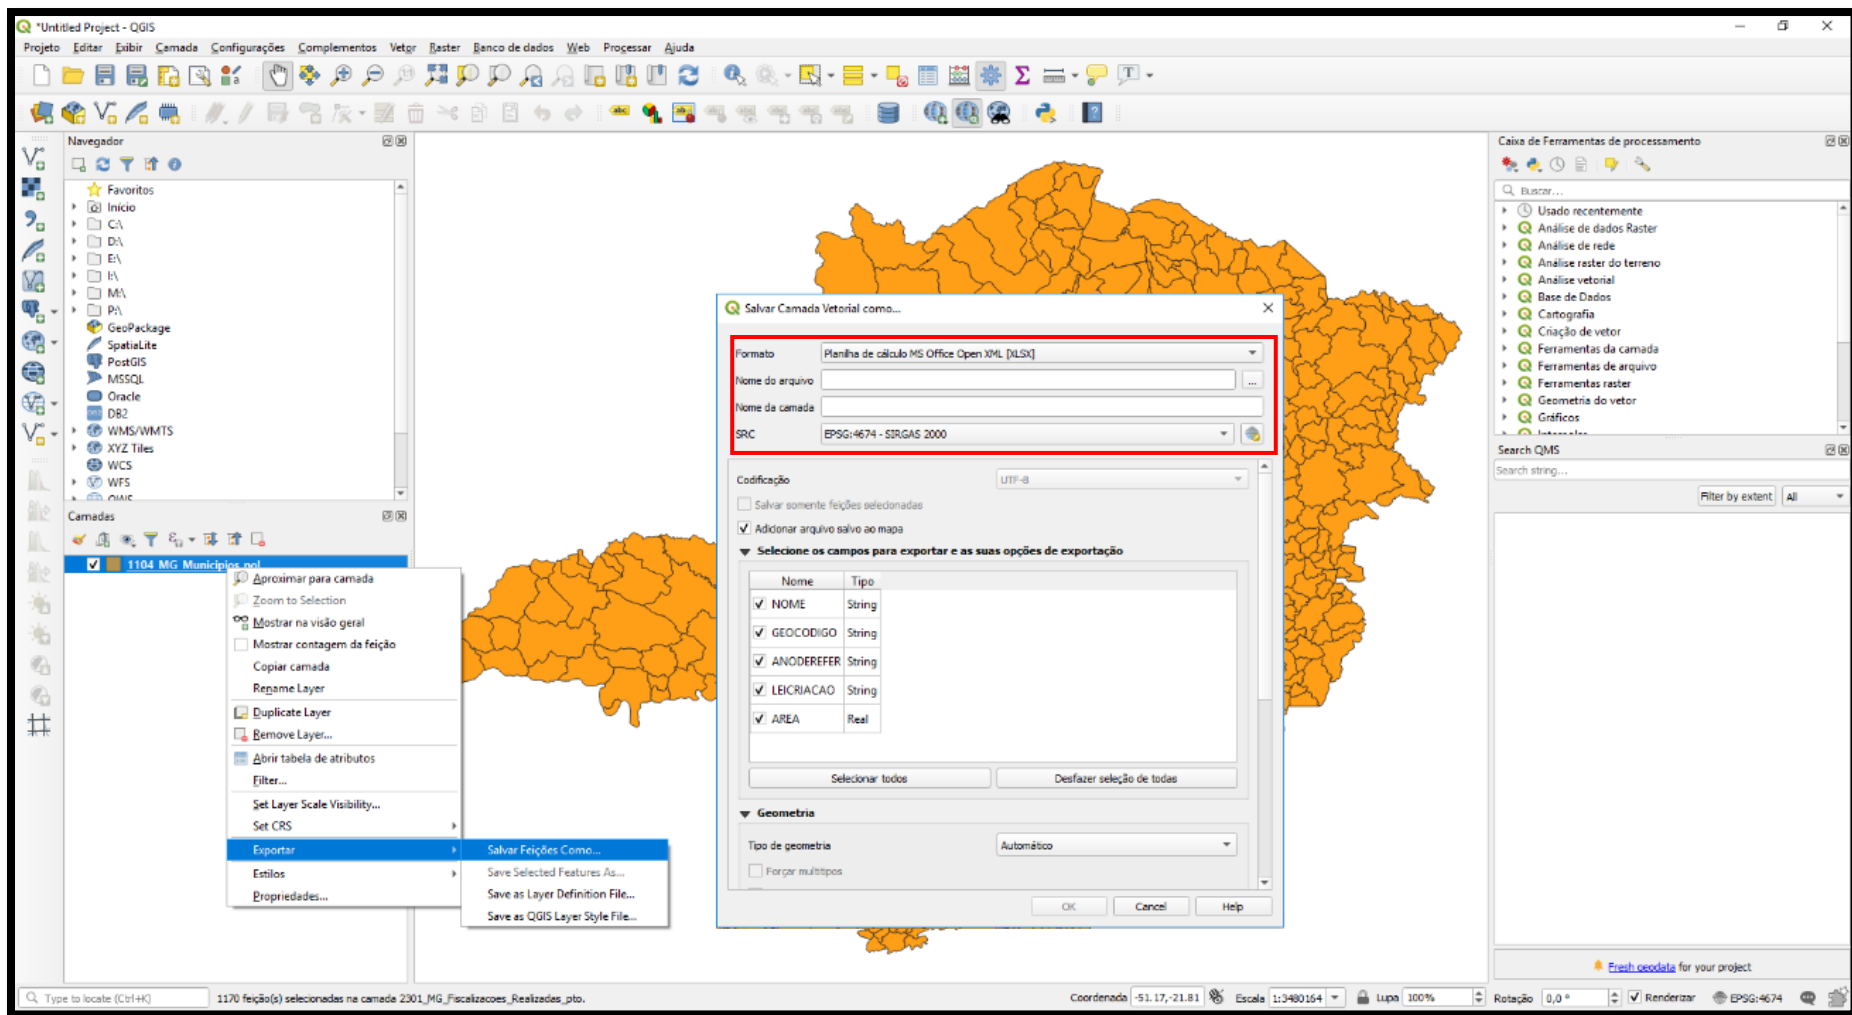 *Untitled Project - QGIS
Projeto Editar Exibir Camada Configurações Complementos Vetor Raster Banco de dados Web Processar Ajuda
Navegador
Favoritos
Início
C:\
D:\
E:\
I:\
M:\
P:\
GeoPackage
SpatiaLite
PostGIS
MSSQL
Oracle
DB2
WMS/WMTS
XYZ Tiles
WCS
WFS
OWS
Camadas
1104_MG_Municipios_pol
Aproximar para camada
Zoom to Selection
Mostrar na visão geral
Mostrar contagem da feição
Copiar camada
Rename Layer
Duplicate Layer
Remove Layer...
Abrir tabela de atributos
Filter...
Set Layer Scale Visibility...
Set CRS
Exportar
Estilos
Propriedades...
Salvar Feições Como...
Save Selected Features As...
Save as Layer Definition File...
Save as QGIS Layer Style File...
Salvar Camada Vetorial como...
Formato Planilha de cálculo MS Office Open XML [XLSX]
Nome do arquivo ...
Nome da camada
SRC EPSG:4674 - SIRGAS 2000
Codificação UTF-8
Salvar somente feições selecionadas
Adicionar arquivo salvo ao mapa
Selecione os campos para exportar e as suas opções de exportação
Nome Tipo
NOME String
GEOCODIGO String
ANODEREFER String
LEICRIACAO String
AREA Real
Selecionar todos Desfazer seleção de todas
Geometria
Tipo de geometria Automático
Forçar multitipos
OK Cancel Help
Caixa de Ferramentas de processamento
Buscar...
Usado recentemente
Análise de dados Raster
Análise de rede
Análise raster do terreno
Análise vetorial
Base de Dados
Cartografia
Criação de vetor
Ferramentas da camada
Ferramentas de arquivo
Ferramentas raster
Geometria do vetor
Gráficos
Search QMS
Search string...
Filter by extent All
Fresh geodata for your project
Type to locate (Ctrl+K) 1170 feição(s) selecionadas na camada 2301_MG_Fiscalizacoes_Realizadas_pto. Coordenada -51.17,-21.81 Escala 1:3480164 Lupa 100% Rotação 0,0 ° Renderizar EPSG:4674